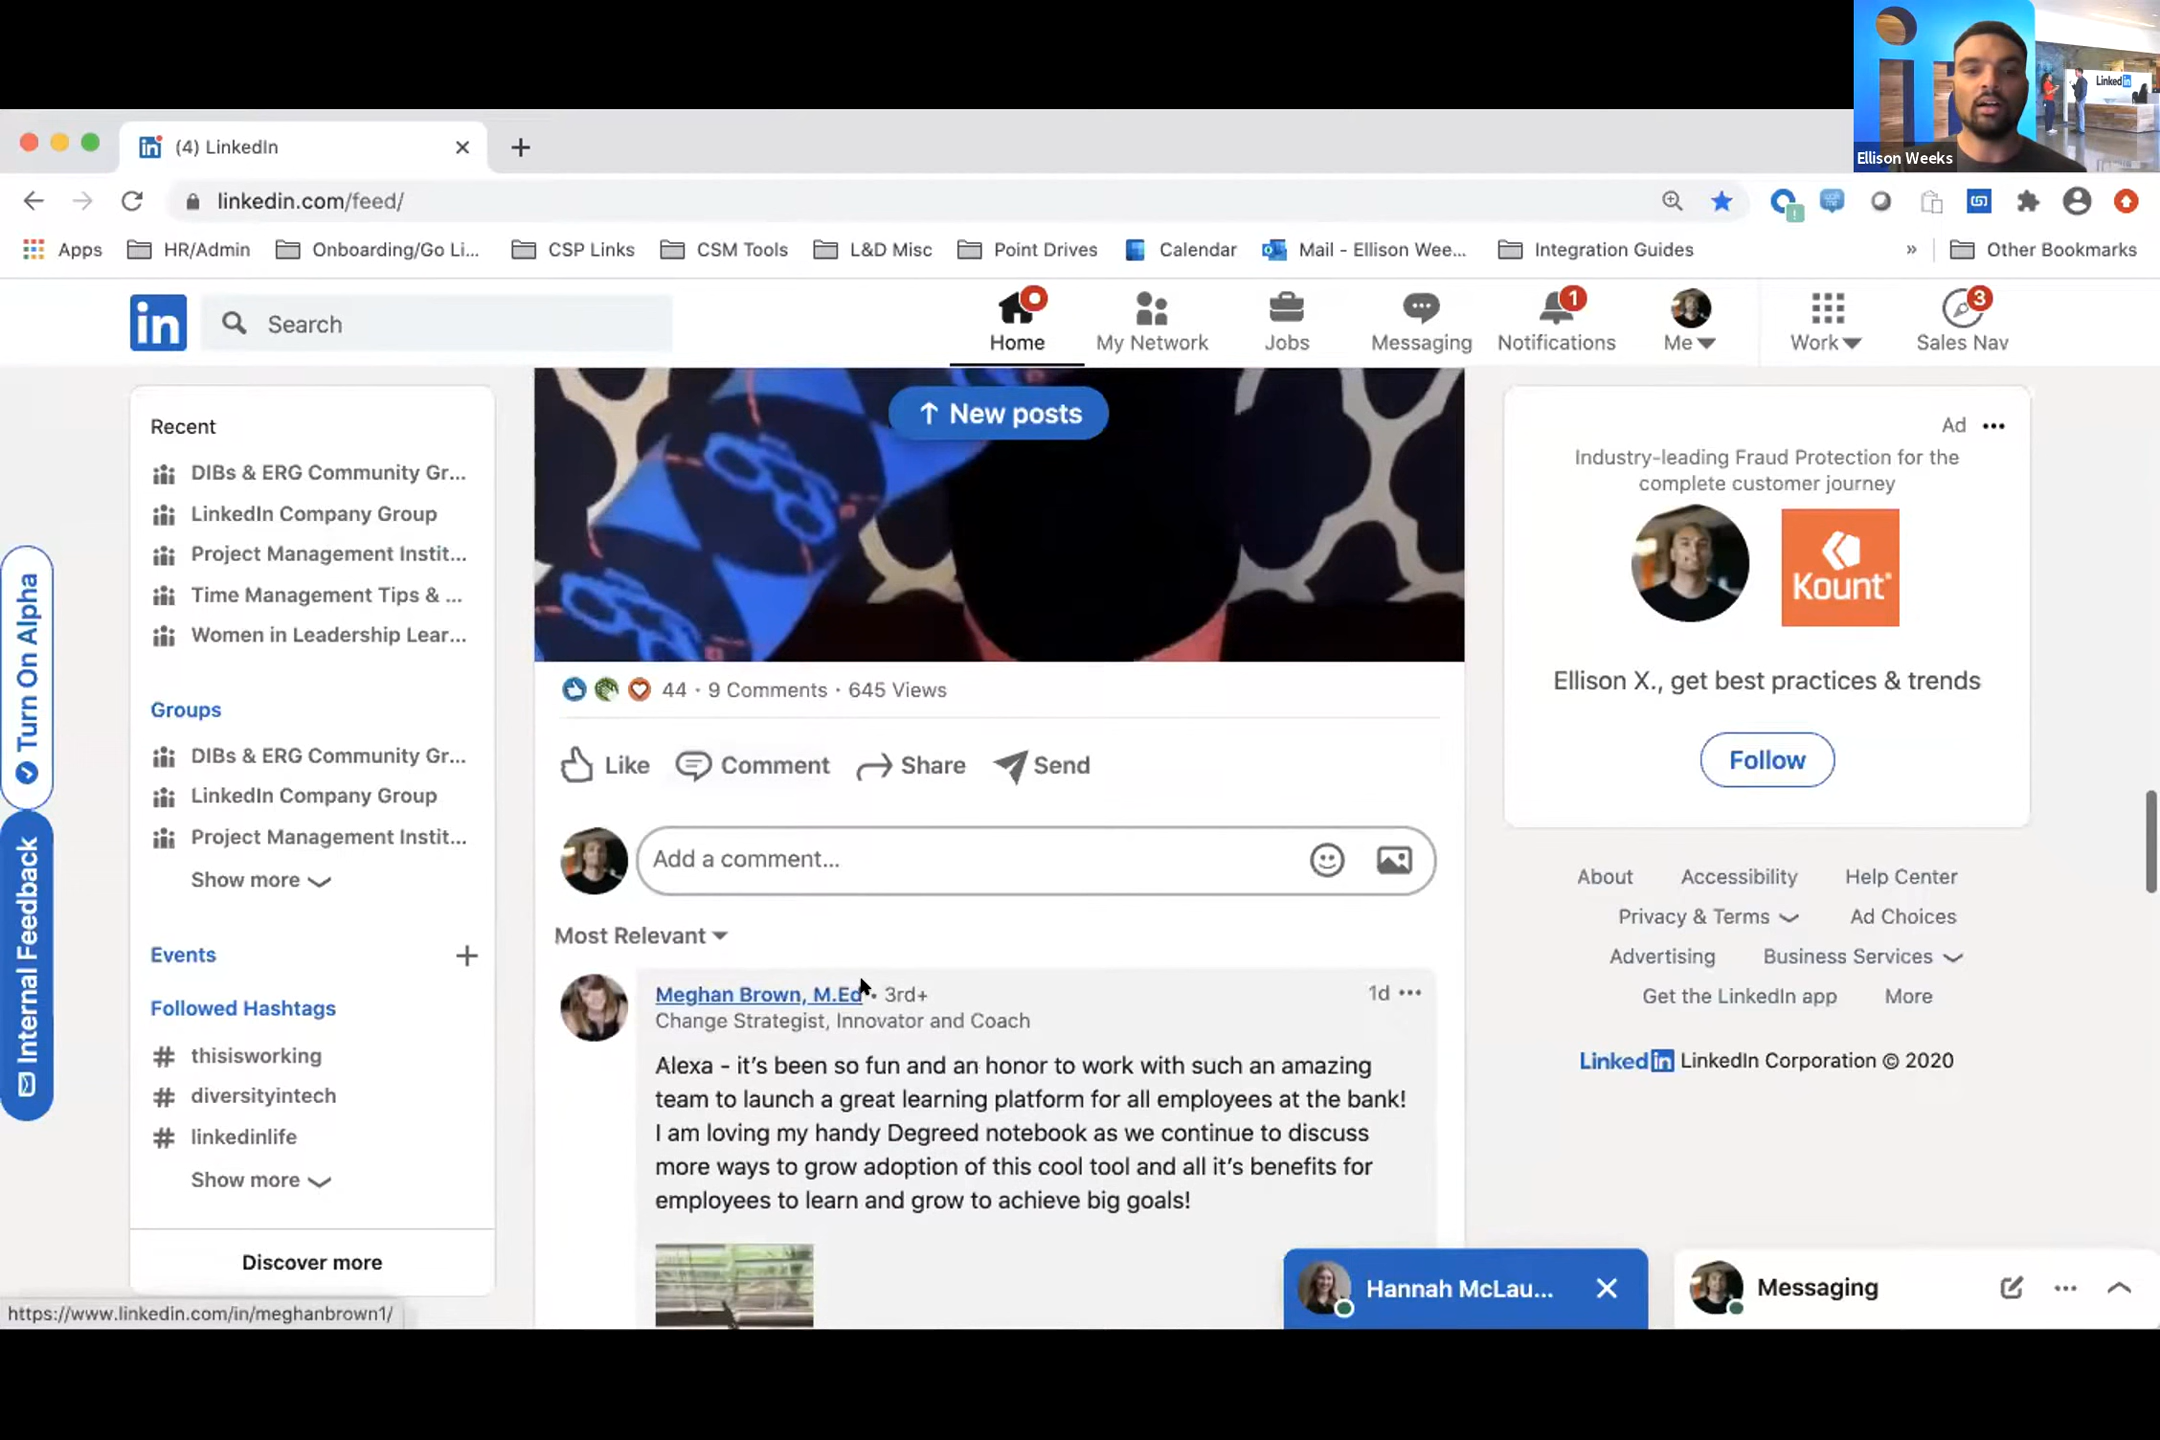 Linked in
Ellison Weeks
(4) LinkedIn
linkedin.com/feed/
Apps HR/Admin Onboarding/Go Li... CSP Links CSM Tools L&D Misc Point Drives Calendar Mail - Ellison Wee... Integration Guides » Other Bookmarks
in Search
Home My Network Jobs Messaging 1 Notifications Me Work 3 Sales Nav
Turn On Alpha
Internal Feedback
Recent
DIBs & ERG Community Gr...
LinkedIn Company Group
Project Management Instit...
Time Management Tips & ...
Women in Leadership Lear...
Groups
DIBs & ERG Community Gr...
LinkedIn Company Group
Project Management Instit...
Show more
Events +
Followed Hashtags
# thisisworking
# diversityintech
# linkedinlife
Show more
Discover more
https://www.linkedin.com/in/meghanbrown1/
↑ New posts
44 · 9 Comments · 645 Views
Like Comment Share Send
Add a comment...
Most Relevant
Meghan Brown, M.Ed · 3rd+ 1d ...
Change Strategist, Innovator and Coach
Alexa - it's been so fun and an honor to work with such an amazing
team to launch a great learning platform for all employees at the bank!
I am loving my handy Degreed notebook as we continue to discuss
more ways to grow adoption of this cool tool and all it's benefits for
employees to learn and grow to achieve big goals!
Ad ...
Industry-leading Fraud Protection for the
complete customer journey
Kount
Ellison X., get best practices & trends
Follow
About Accessibility Help Center
Privacy & Terms Ad Choices
Advertising Business Services
Get the LinkedIn app More
Linked in LinkedIn Corporation © 2020
Hannah McLau...
Messaging